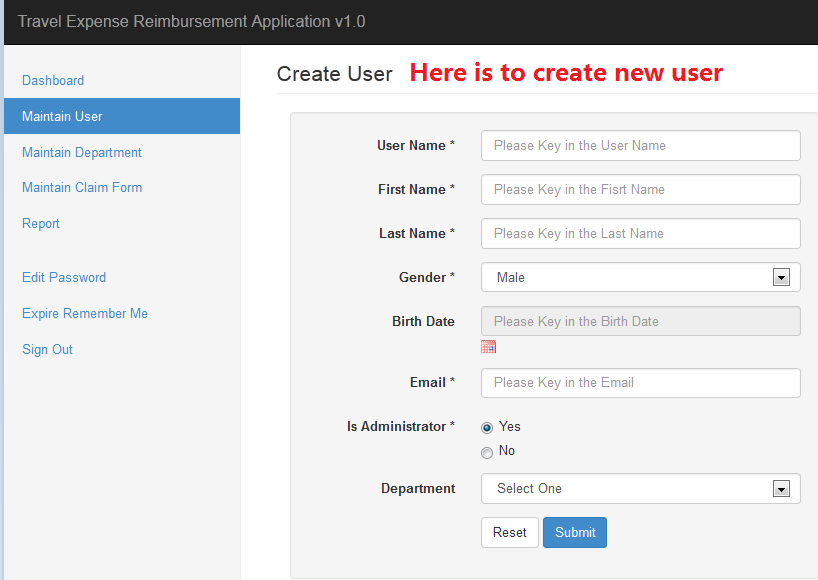 Travel Expense Reimbursement Application v1.0
Dashboard
Maintain User
Maintain Department
Maintain Claim Form
Report
Edit Password
Expire Remember Me
Sign Out
Create User Here is to create new user
User Name * Please Key in the User Name
First Name * Please Key in the Fisrt Name
Last Name * Please Key in the Last Name
Gender * Male
Birth Date Please Key in the Birth Date
Email * Please Key in the Email
Is Administrator * Yes
No
Department Select One
Reset Submit